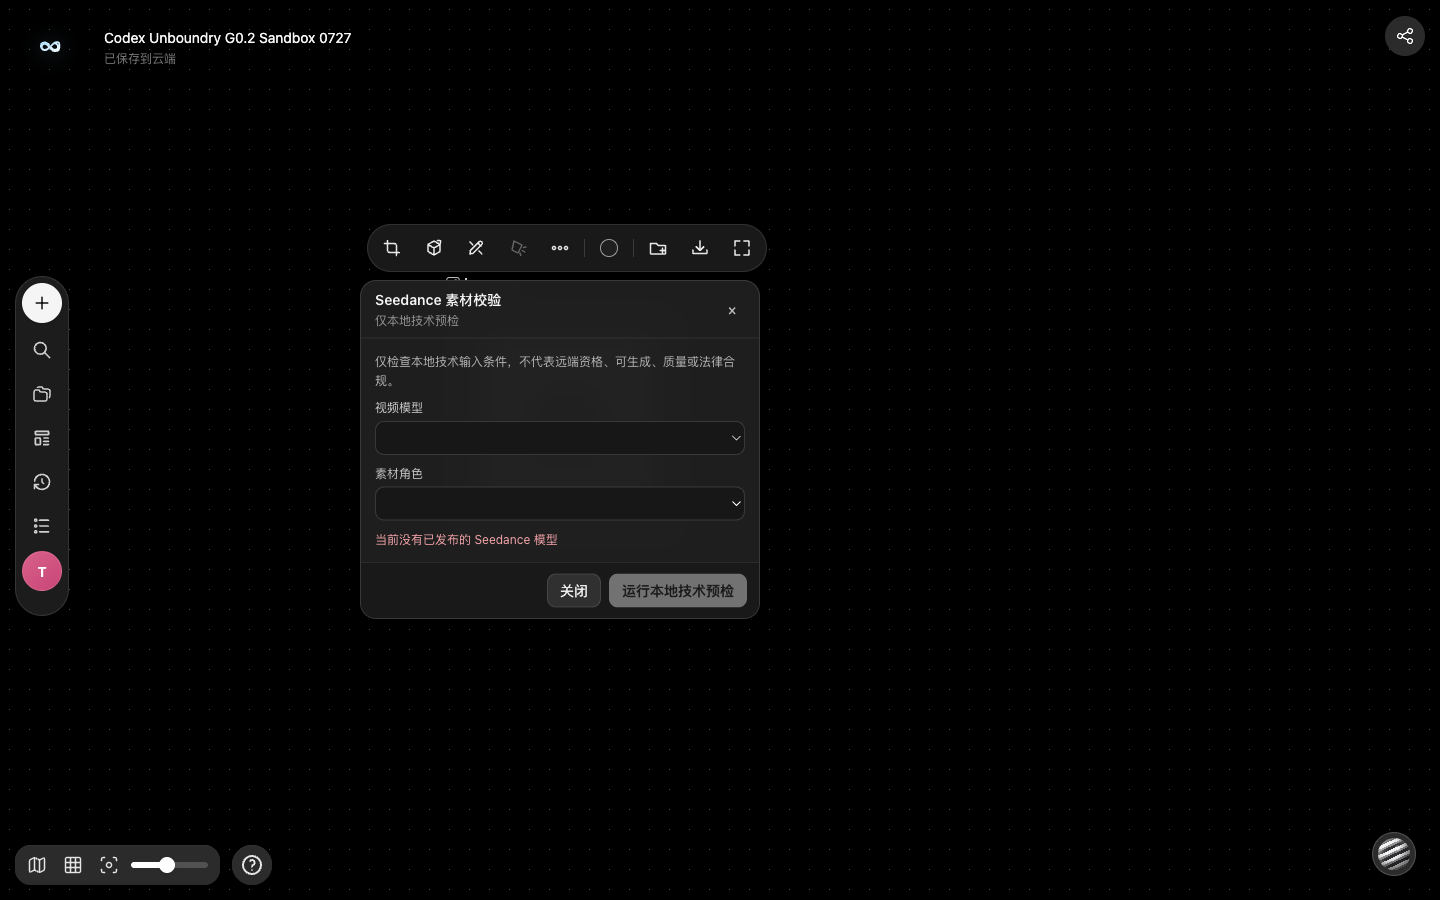 Codex Unboundry G0.2 Sandbox 0727
已保存到云端
Seedance 素材校验
仅本地技术预检
×
仅检查本地技术输入条件，不代表远端资格、可生成、质量或法律合
规。
视频模型
素材角色
当前没有已发布的 Seedance 模型
关闭
运行本地技术预检
T